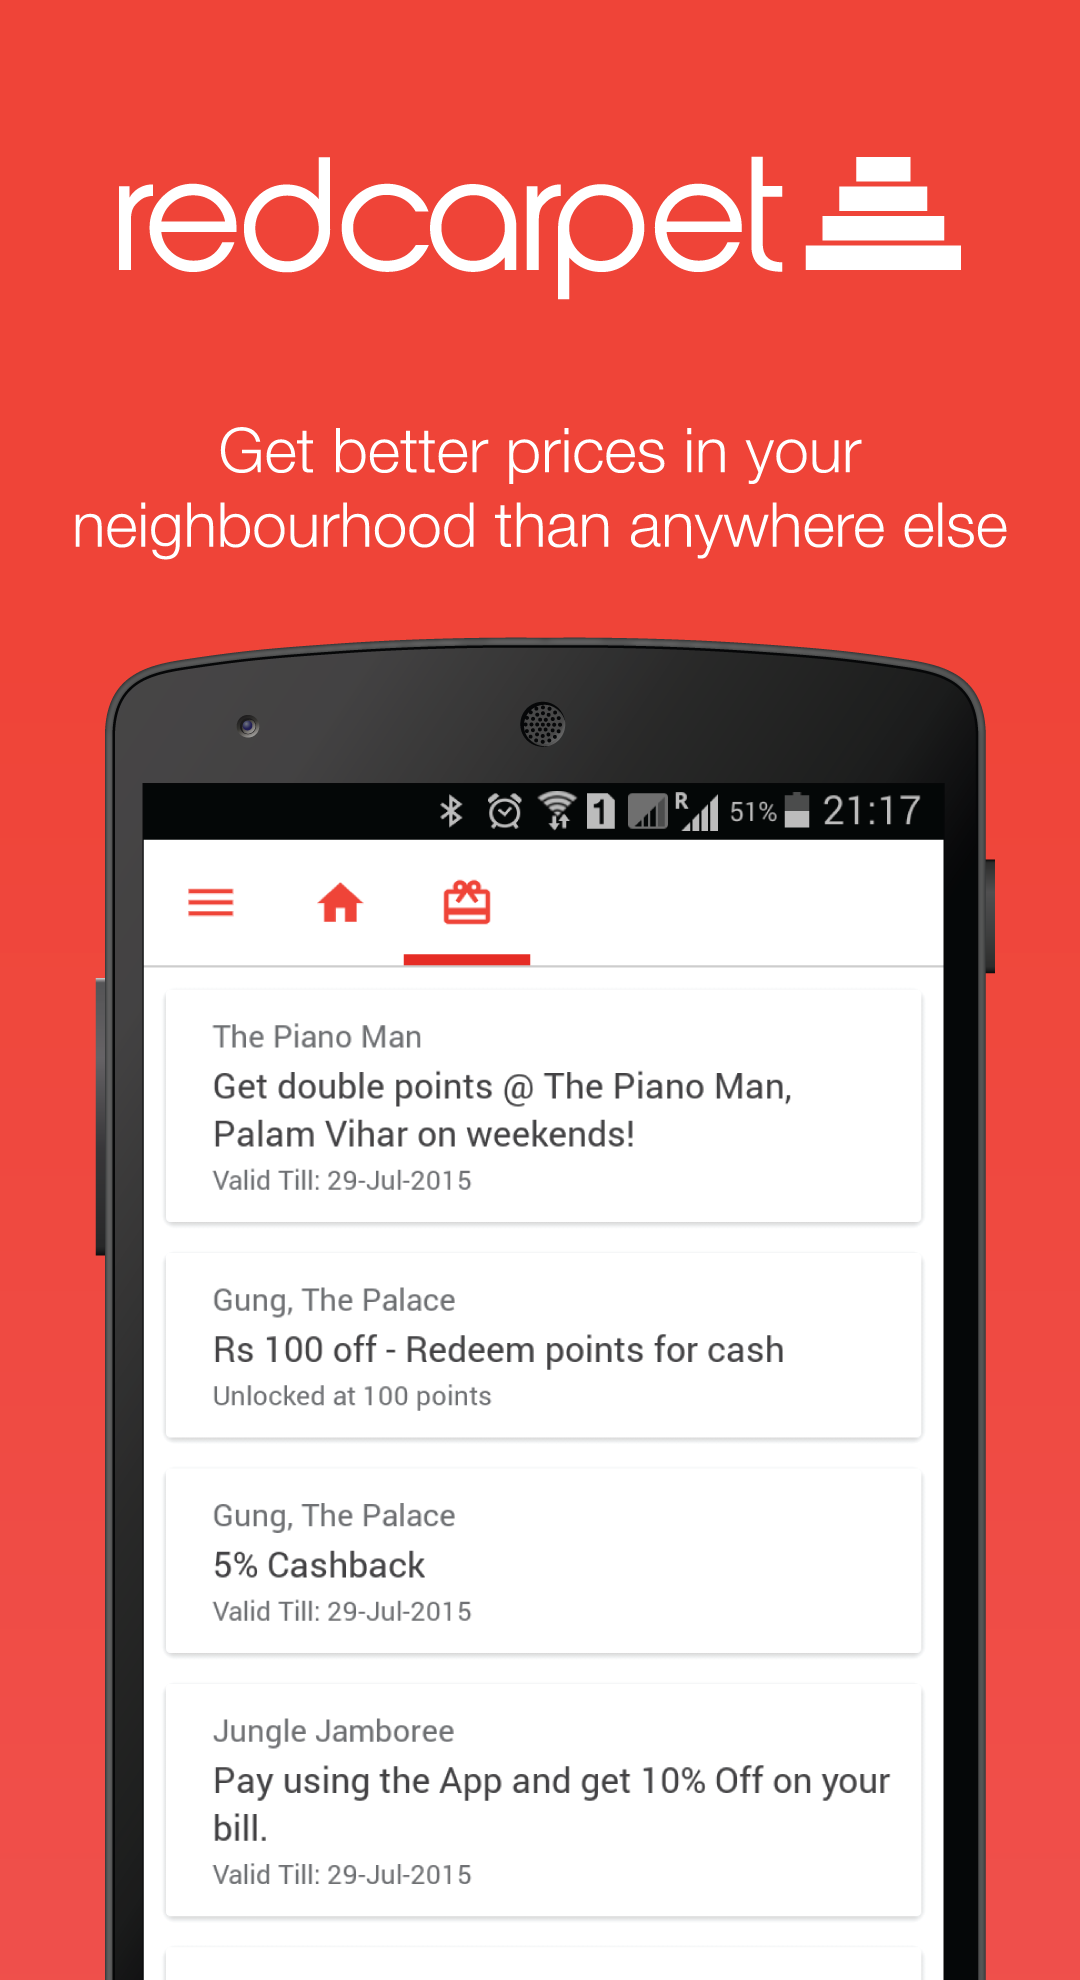 redcarpet
Get better prices in your
neighbourhood than anywhere else
1 R 51% 21:17
The Piano Man
Get double points @ The Piano Man,
Palam Vihar on weekends!
Valid Till: 29-Jul-2015
Gung, The Palace
Rs 100 off - Redeem points for cash
Unlocked at 100 points
Gung, The Palace
5% Cashback
Valid Till: 29-Jul-2015
Jungle Jamboree
Pay using the App and get 10% Off on your
bill.
Valid Till: 29-Jul-2015